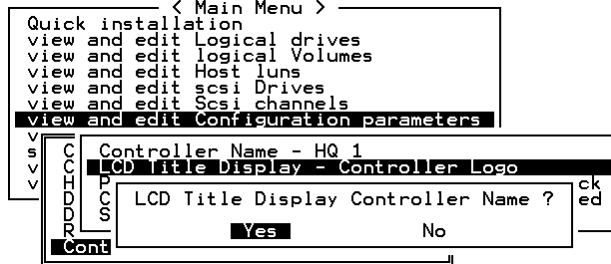 < Main Menu >
Quick installation
view and edit Logical drives
view and edit logical Volumes
view and edit Host luns
view and edit scsi Drives
view and edit Scsi channels
view and edit Configuration parameters
v
s
v
v
C
C
H
D
D
R
Cont
Controller Name - HQ 1
LCD Title Display - Controller Logo
P
C
S
ck
ed
LCD Title Display Controller Name ?
Yes No